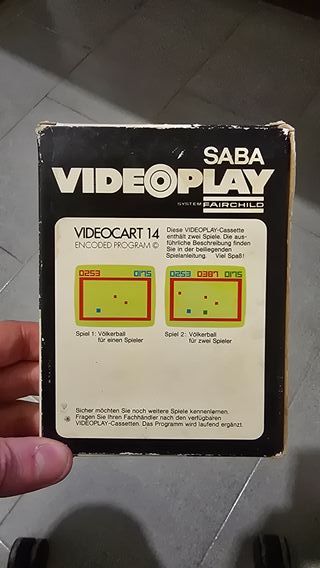 SABA
VIDEOPLAY
SYSTEM FAIRCHILD
VIDEOCART 14
ENCODED PROGRAM ©
Diese VIDEOPLAY-Cassette
enthält zwei Spiele. Die aus-
führliche Beschreibung finden
Sie in der beiliegenden
Spielanleitung. Viel Spaß!
0253 0175
0253 0387 0175
Spiel 1: Völkerball
für einen Spieler
Spiel 2: Völkerball
für zwei Spieler
Sicher möchten Sie noch weitere Spiele kennenlernen.
Fragen Sie Ihren Fachhändler nach den verfügbaren
VIDEOPLAY-Cassetten. Das Programm wird laufend ergänzt.